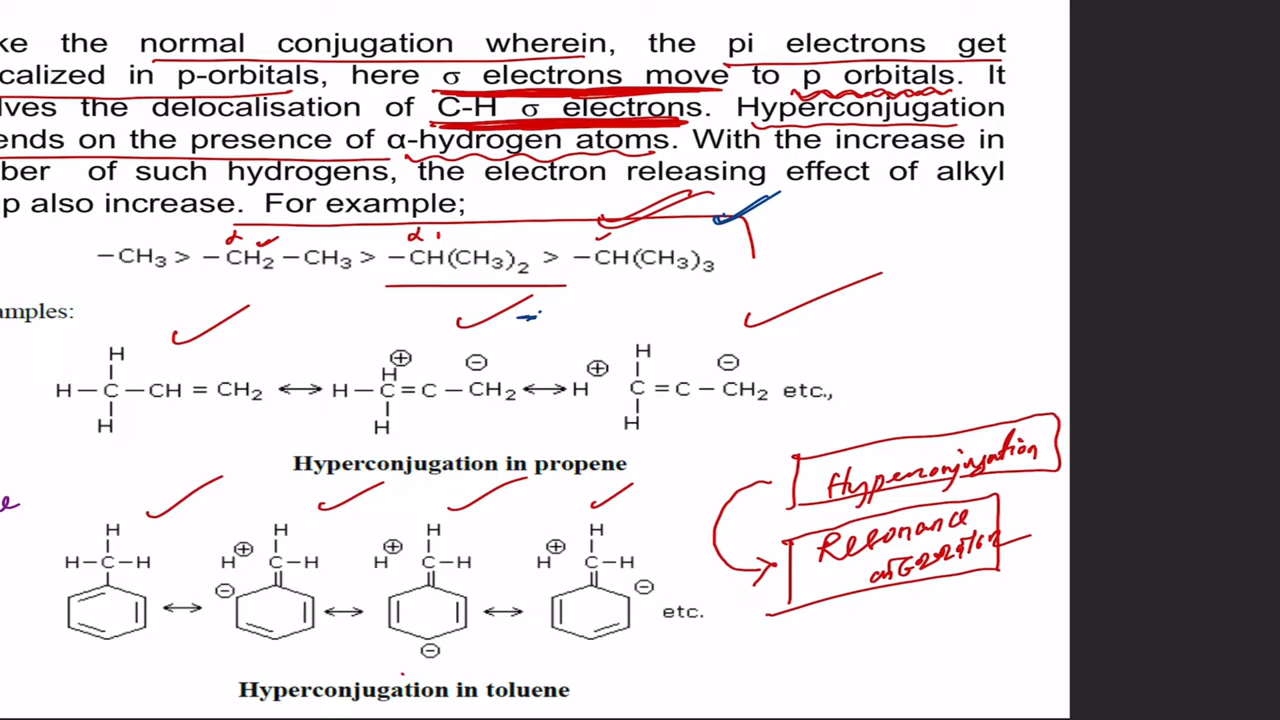 ke the normal conjugation wherein, the pi electrons get
calized in p-orbitals, here σ electrons move to p orbitals. It
lves the delocalisation of C-H σ electrons. Hyperconjugation
ends on the presence of α-hydrogen atoms. With the increase in
ber of such hydrogens, the electron releasing effect of alkyl
p also increase. For example;
α α
−CH3 > −CH2−CH3 > −CH(CH3)2 > −CH(CH3)3
amples:
H H ⊕ ⊖ ⊕ H ⊖
H−C−CH = CH2 ↔ H−C=C−CH2 ↔ H C=C−CH2 etc.,
H H H
Hyperconjugation in propene
Hyperconjugation
Resonance
e
H H H H
H−C−H H⊕ C−H H⊕ C−H H⊕ C−H
⊖ ⊖
↔ ↔ ↔ etc.
⊖
Hyperconjugation in toluene